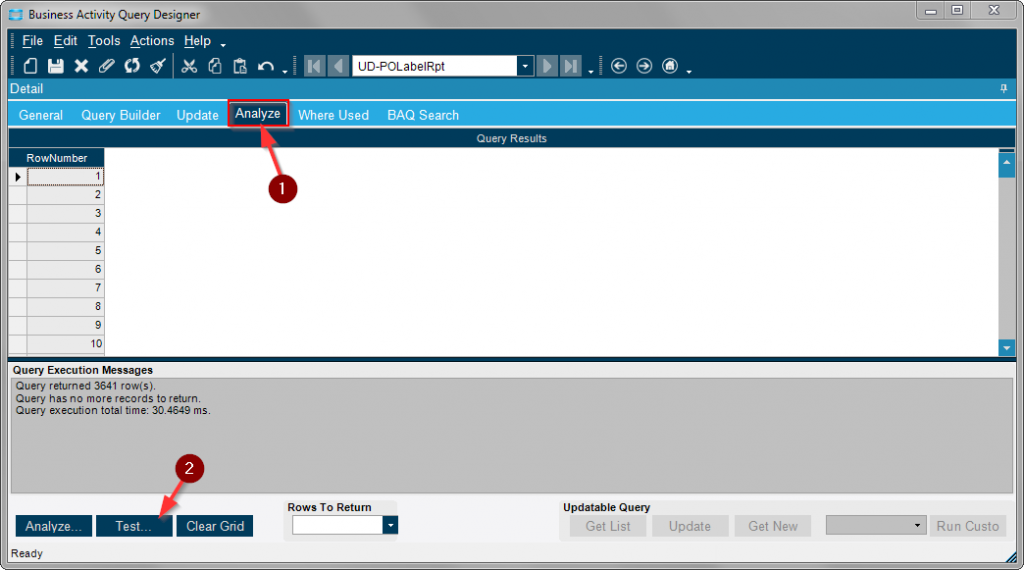 Business Activity Query Designer
File Edit Tools Actions Help
UD-POLabelRpt
Detail
General Query Builder Update Analyze Where Used BAQ Search
Query Results
RowNumber
1
1
2
3
4
5
6
7
8
9
10
Query Execution Messages
Query returned 3641 row(s).
Query has no more records to return.
Query execution total time: 30.4649 ms.
2
Rows To Return Updatable Query
Analyze... Test... Clear Grid Get List Update Get New Run Custo
Ready